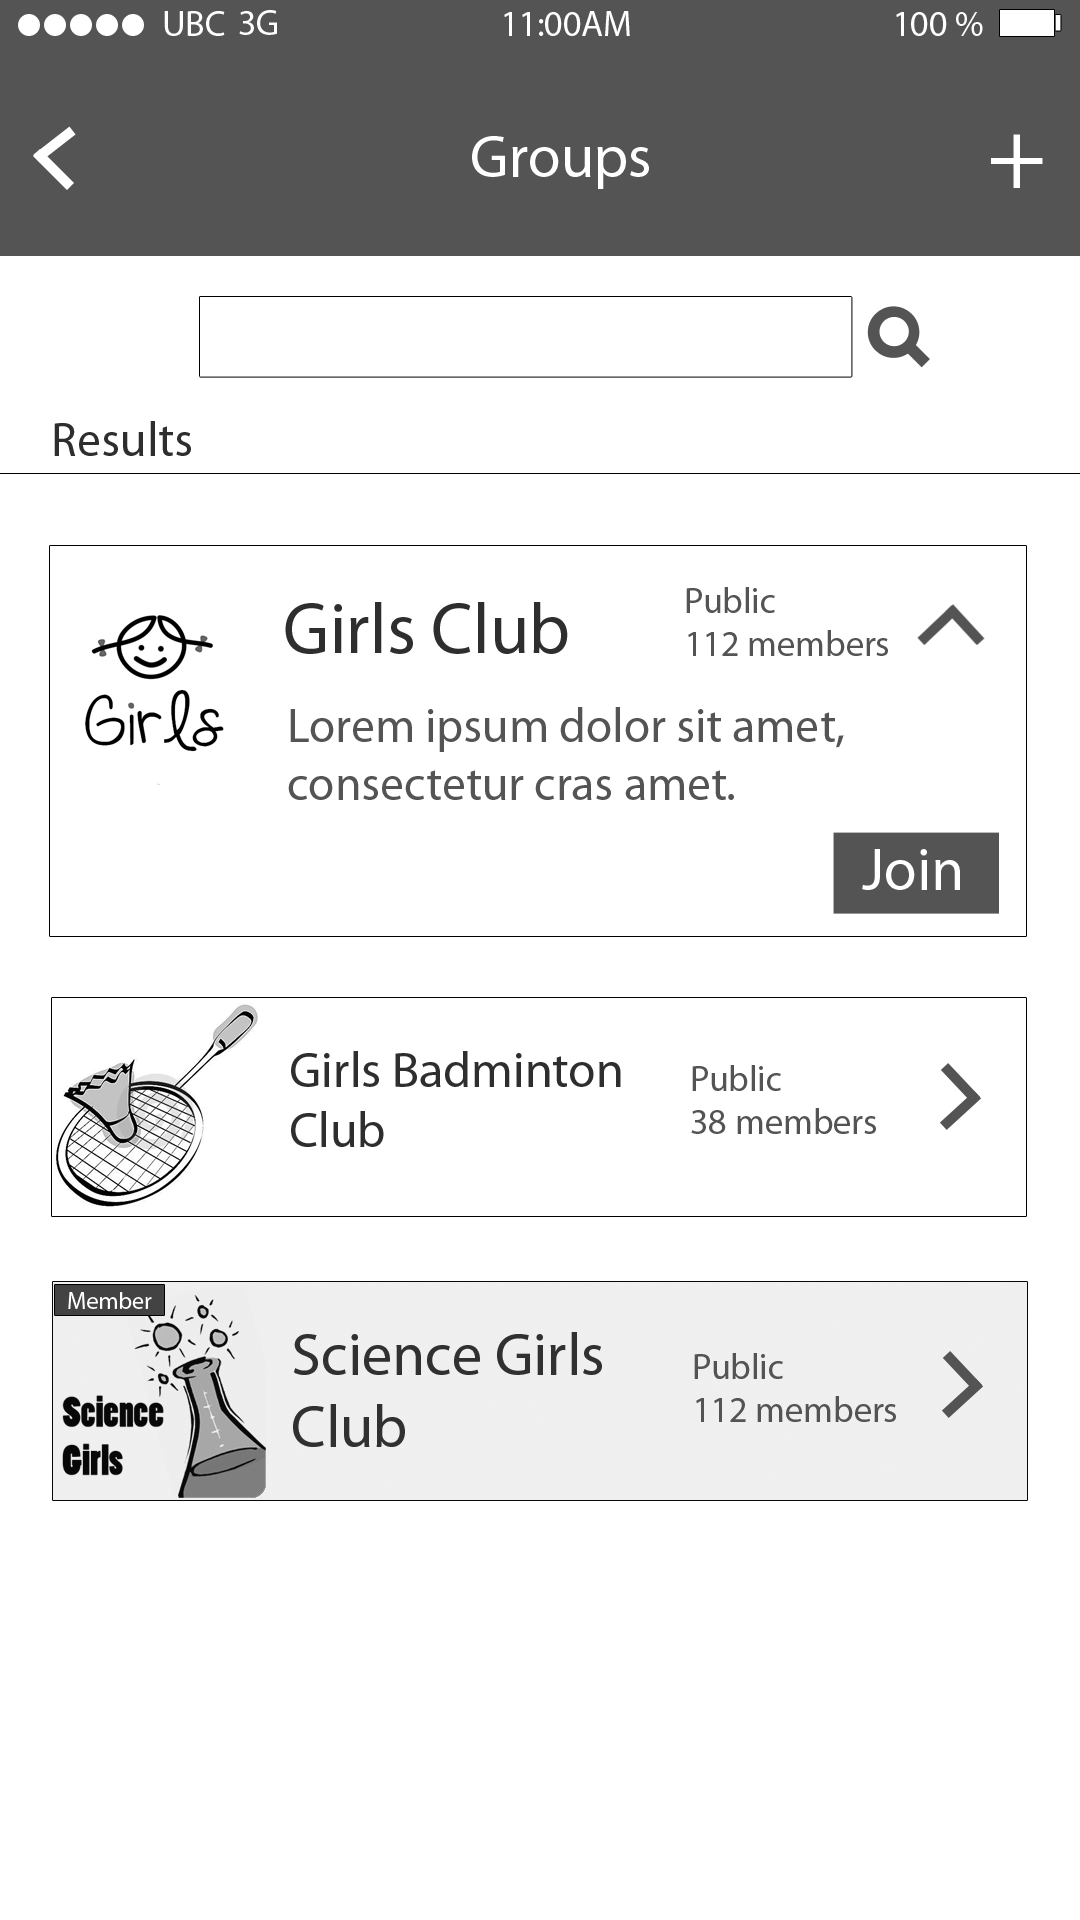 UBC 3G 11:00AM 100 %
Groups
Results
Girls Club
Public
112 members
Girls
Lorem ipsum dolor sit amet,
consectetur cras amet.
Join
Girls Badminton
Club
Public
38 members
Member
Science
Girls
Science Girls
Club
Public
112 members